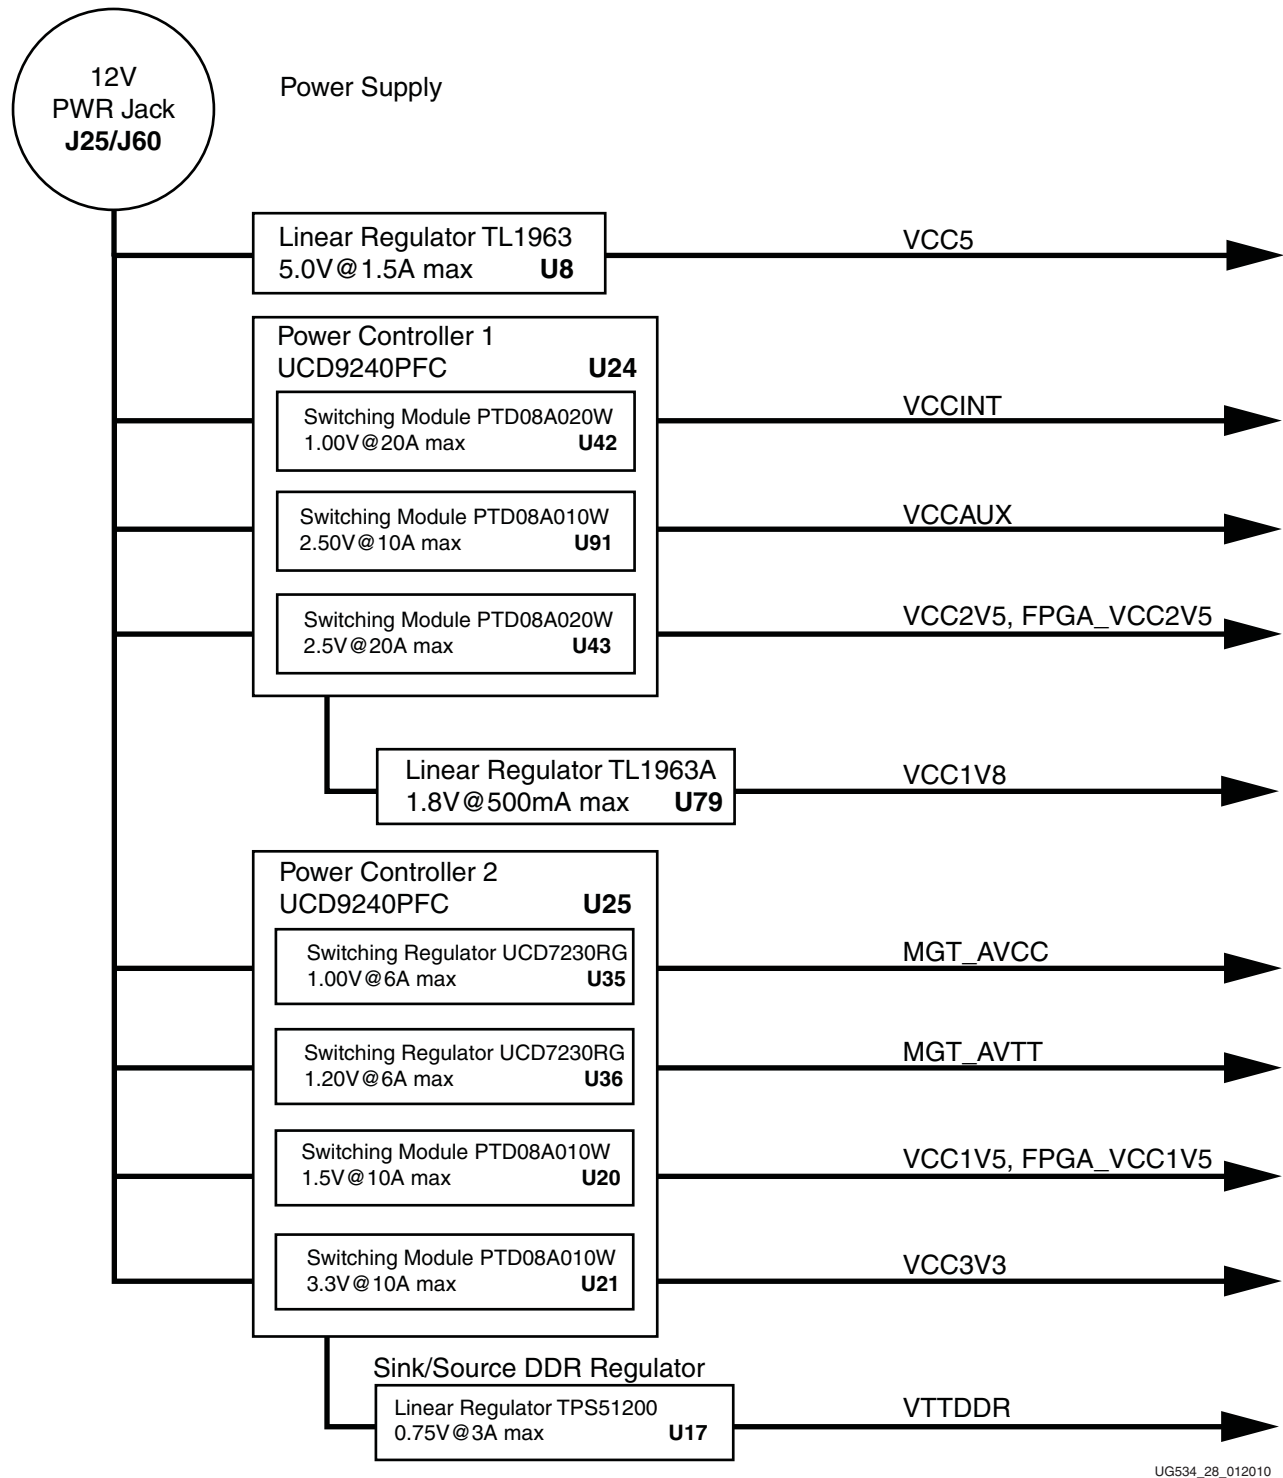 12V
PWR Jack
J25/J60
Power Supply
Linear Regulator TL1963
5.0V@1.5A max U8
VCC5
Power Controller 1
UCD9240PFC U24
Switching Module PTD08A020W
1.00V@20A max U42
VCCINT
Switching Module PTD08A010W
2.50V@10A max U91
VCCAUX
Switching Module PTD08A020W
2.5V@20A max U43
VCC2V5, FPGA_VCC2V5
Linear Regulator TL1963A
1.8V@500mA max U79
VCC1V8
Power Controller 2
UCD9240PFC U25
Switching Regulator UCD7230RG
1.00V@6A max U35
MGT_AVCC
Switching Regulator UCD7230RG
1.20V@6A max U36
MGT_AVTT
Switching Module PTD08A010W
1.5V@10A max U20
VCC1V5, FPGA_VCC1V5
Switching Module PTD08A010W
3.3V@10A max U21
VCC3V3
Sink/Source DDR Regulator
Linear Regulator TPS51200
0.75V@3A max U17
VTTDDR
UG534_28_012010